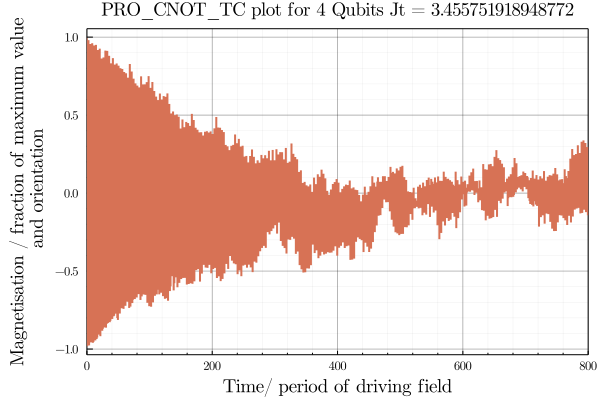 PRO_CNOT_TC plot for 4 Qubits Jt = 3.455751918948772
Magnetisation / fraction of maximum value
and orientation
1.0
0.5
0.0
−0.5
−1.0
0 200 400 600 800
Time/ period of driving field